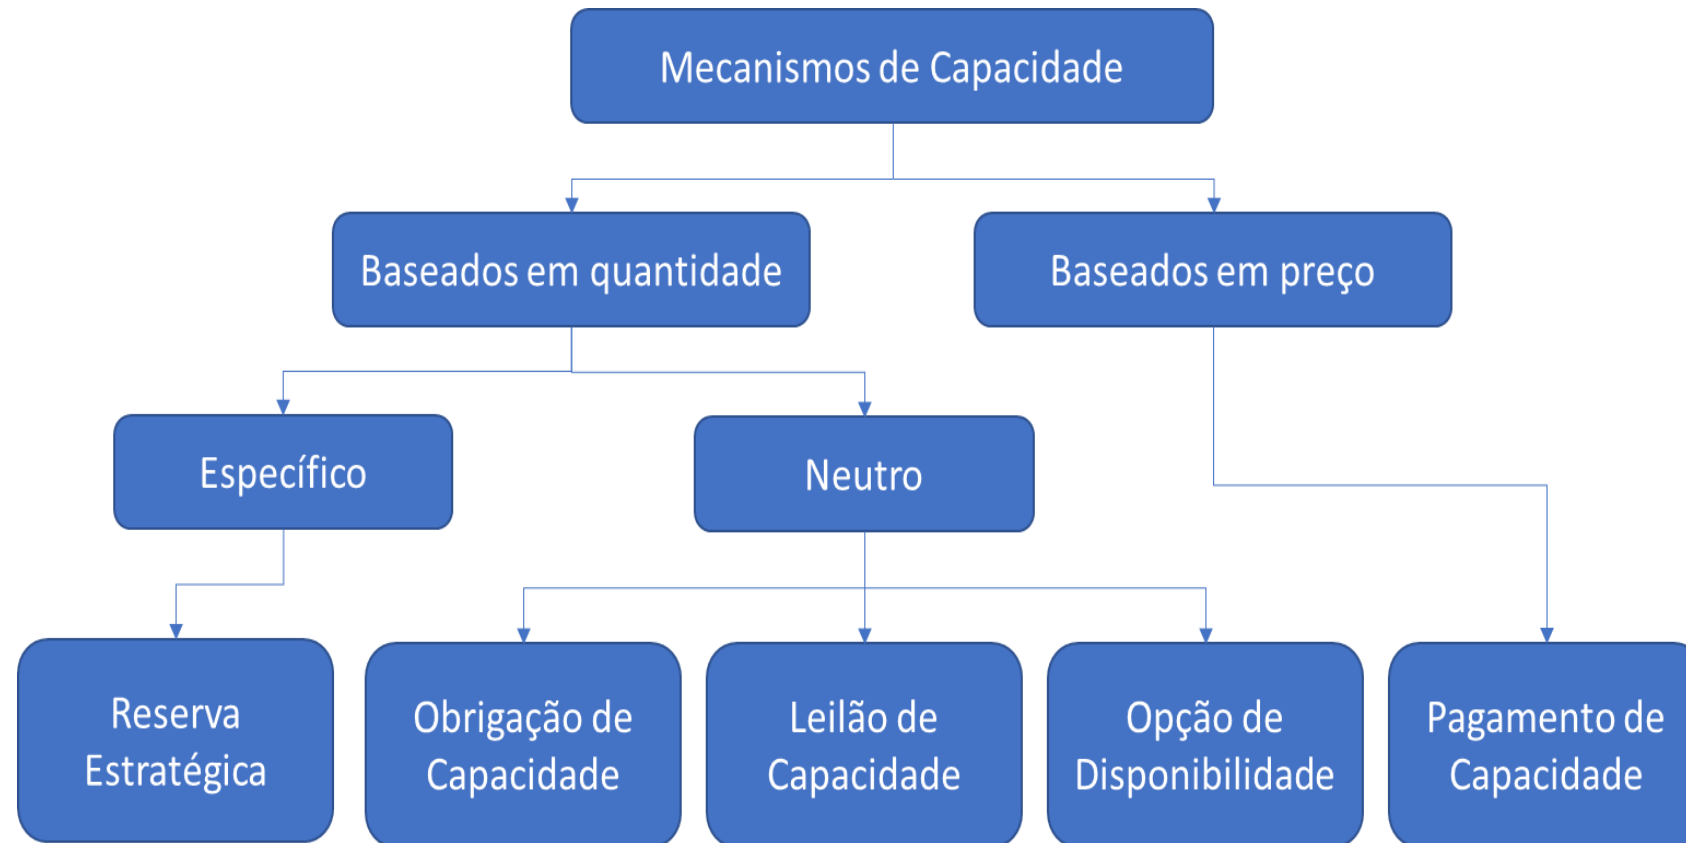 Mecanismos de Capacidade
Baseados em quantidade
Baseados em preço
Específico
Neutro
Reserva
Estratégica
Obrigação de
Capacidade
Leilão de
Capacidade
Opção de
Disponibilidade
Pagamento de
Capacidade